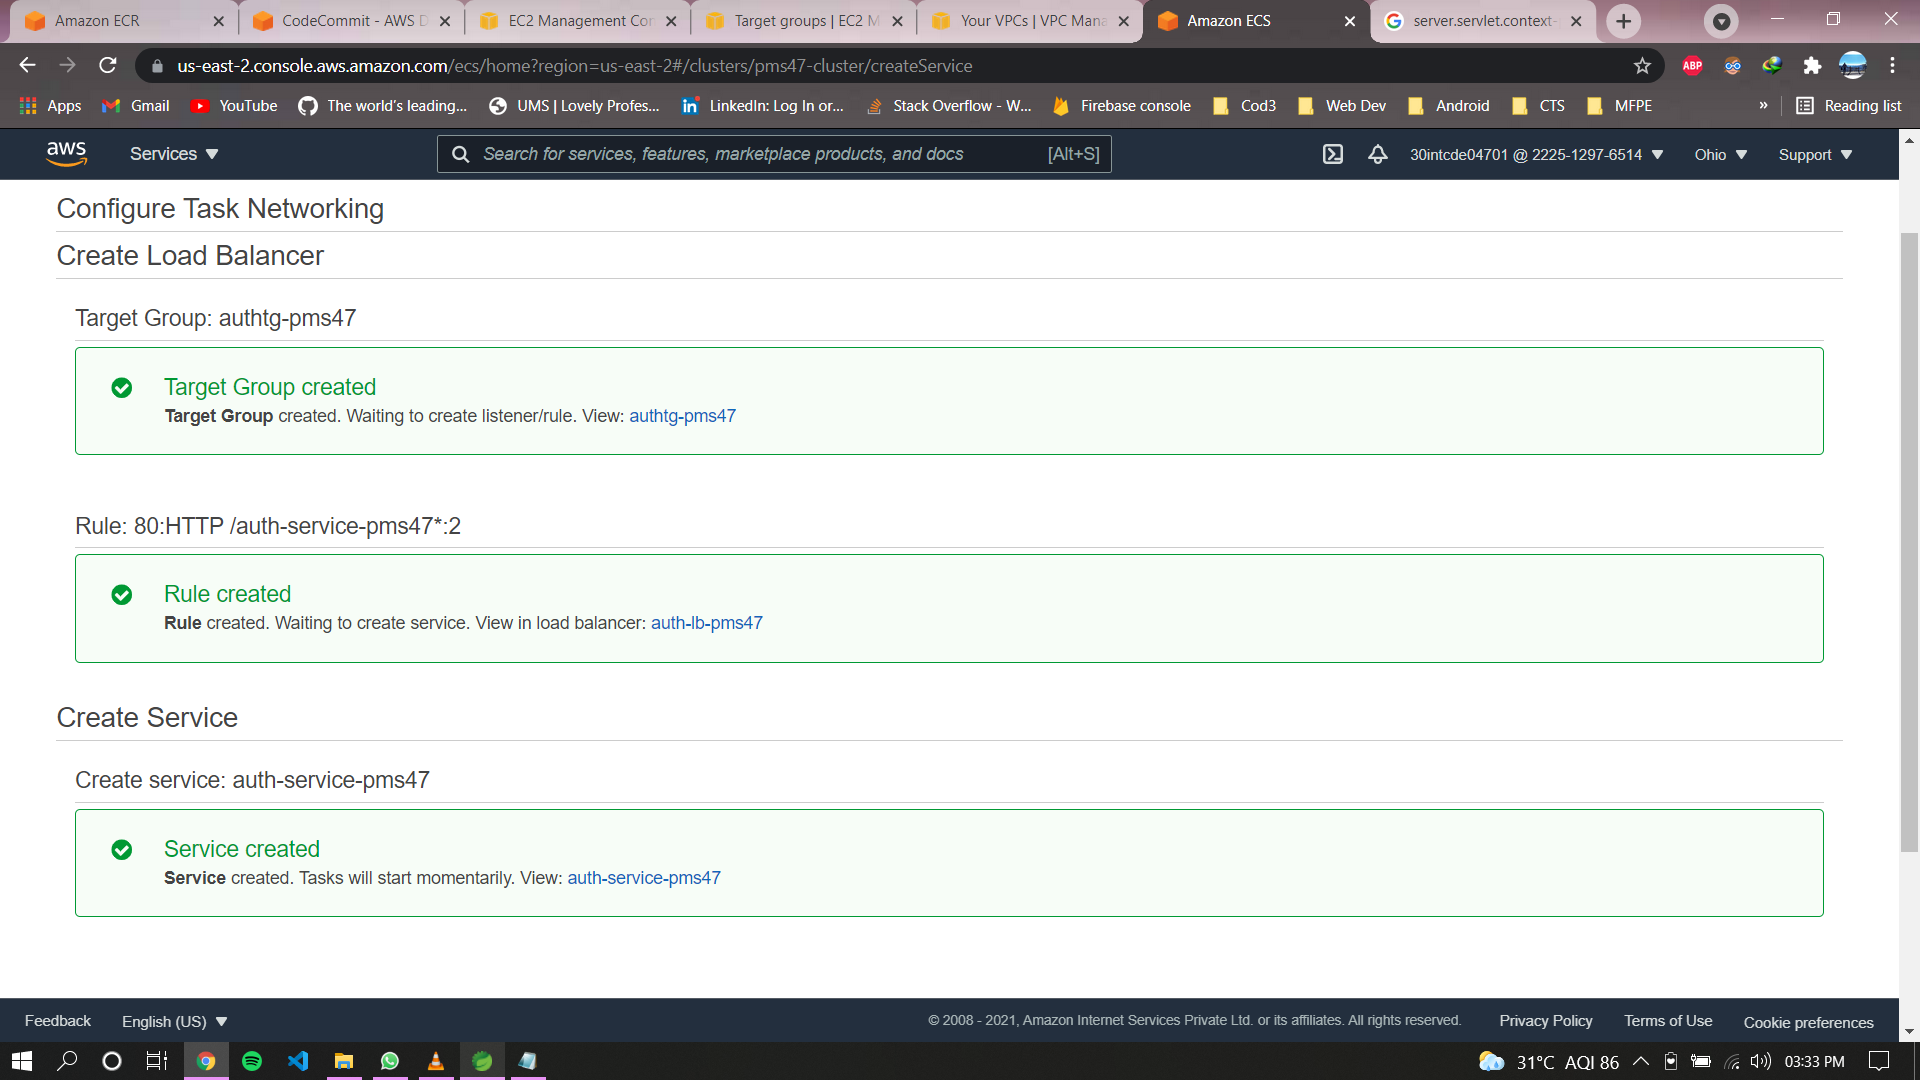 Amazon ECR
CodeCommit - AWS D
EC2 Management Con
Target groups | EC2 M
Your VPCs | VPC Mana
Amazon ECS
server.servlet.context-
us-east-2.console.aws.amazon.com/ecs/home?region=us-east-2#/clusters/pms47-cluster/createService
ABP
Apps
Gmail
YouTube
The world's leading...
UMS | Lovely Profes...
LinkedIn: Log In or...
Stack Overflow - W...
Firebase console
Cod3
Web Dev
Android
CTS
MFPE
»
Reading list
aws
Services
Search for services, features, marketplace products, and docs
[Alt+S]
30intcde04701 @ 2225-1297-6514
Ohio
Support
Configure Task Networking
Create Load Balancer
Target Group: authtg-pms47
Target Group created
Target Group created. Waiting to create listener/rule. View: authtg-pms47
Rule: 80:HTTP /auth-service-pms47*:2
Rule created
Rule created. Waiting to create service. View in load balancer: auth-lb-pms47
Create Service
Create service: auth-service-pms47
Service created
Service created. Tasks will start momentarily. View: auth-service-pms47
Feedback
English (US)
© 2008 - 2021, Amazon Internet Services Private Ltd. or its affiliates. All rights reserved.
Privacy Policy
Terms of Use
Cookie preferences
31°C AQI 86
03:33 PM